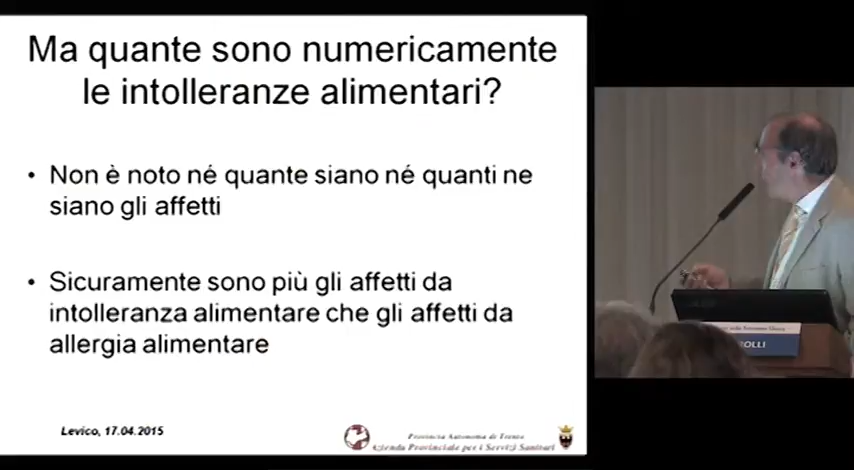 Ma quante sono numericamente
le intolleranze alimentari?
• Non è noto né quante siano né quanti ne
siano gli affetti
• Sicuramente sono più gli affetti da
intolleranza alimentare che gli affetti da
allergia alimentare
Levico, 17.04.2015
Provincia Autonoma di Trento
Azienda Provinciale per i Servizi Sanitari
OLLI